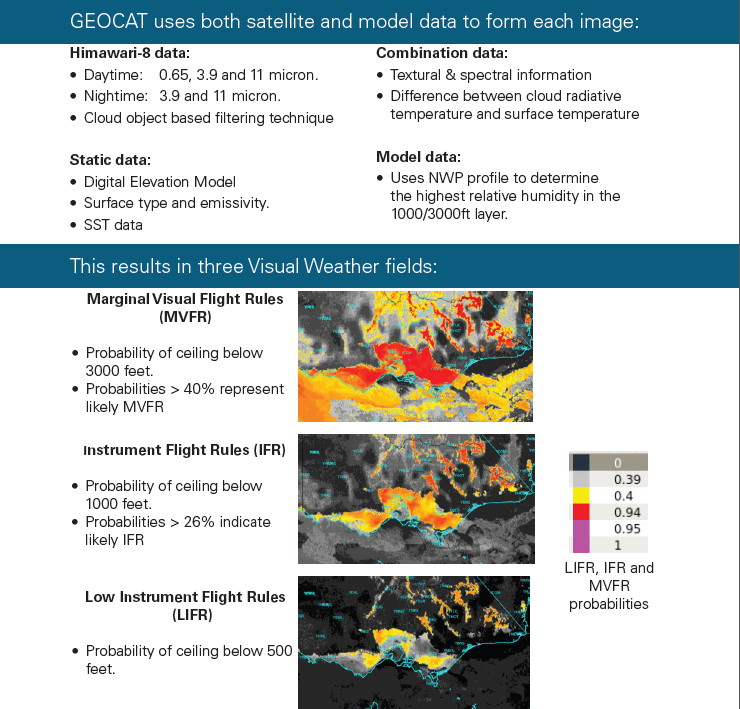 GEOCAT uses both satellite and model data to form each image:
Himawari-8 data:
• Daytime: 0.65, 3.9 and 11 micron.
• Nightime: 3.9 and 11 micron.
• Cloud object based filtering technique
Static data:
• Digital Elevation Model
• Surface type and emissivity.
• SST data
Combination data:
• Textural & spectral information
• Difference between cloud radiative
temperature and surface temperature
Model data:
• Uses NWP profile to determine
the highest relative humidity in the
1000/3000ft layer.
This results in three Visual Weather fields:
Marginal Visual Flight Rules
(MVFR)
• Probability of ceiling below
3000 feet.
• Probabilities > 40% represent
likely MVFR
Instrument Flight Rules (IFR)
• Probability of ceiling below
1000 feet.
• Probabilities > 26% indicate
likely IFR
Low Instrument Flight Rules
(LIFR)
• Probability of ceiling below 500
feet.
0
0.39
0.4
0.94
0.95
1
LIFR, IFR and
MVFR
probabilities